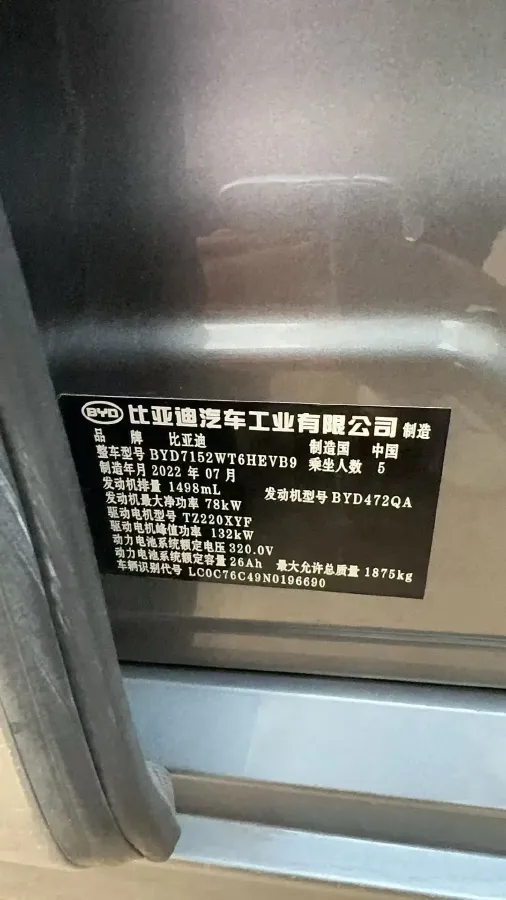 BYD 比亚迪汽车工业有限公司 制造
品 牌 比亚迪 制造国 中国
整车型号 BYD7152WT6HEVB9 乘坐人数 5
制造年月 2022 年 07 月
发动机排量 1498mL 发动机型号 BYD472QA
发动机最大净功率 78kW
驱动电机型号 TZ220XYF
驱动电机峰值功率 132kW
动力电池系统额定电压 320.0V
动力电池系统额定容量 26Ah 最大允许总质量 1875kg
车辆识别代号 LC0C76C49N0196690